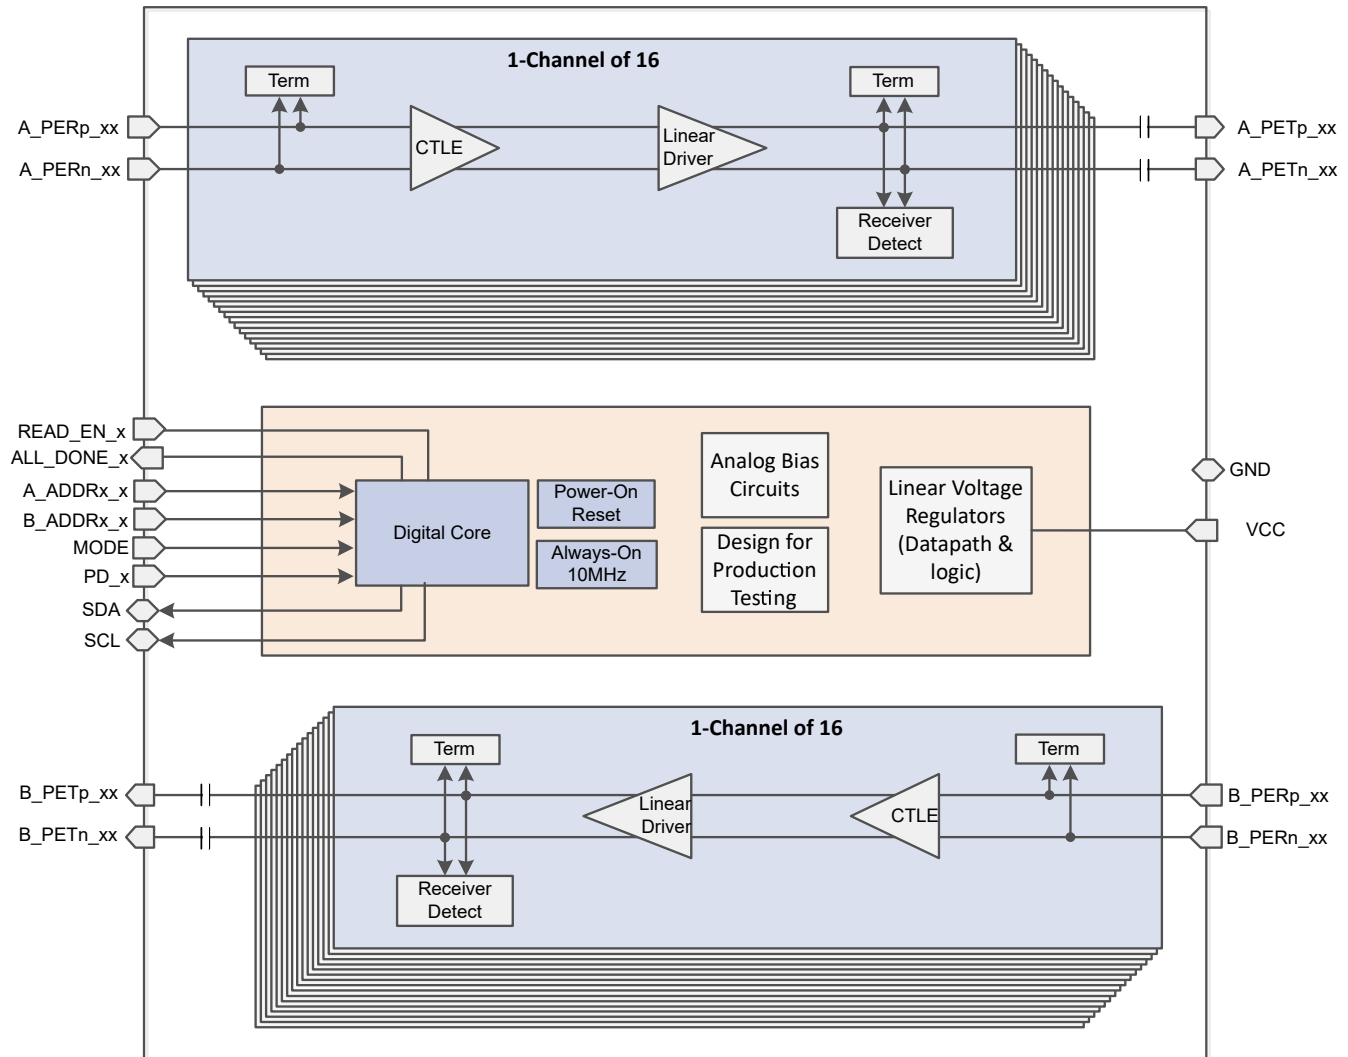 1-Channel of 16
Term
Term
A_PERp_xx
A_PERn_xx
CTLE
Linear
Driver
A_PETp_xx
A_PETn_xx
Receiver
Detect
READ_EN_x
ALL_DONE_x
A_ADDRx_x
B_ADDRx_x
MODE
PD_x
SDA
SCL
Digital Core
Power-On
Reset
Always-On
10MHz
Analog Bias
Circuits
Design for
Production
Testing
Linear Voltage
Regulators
(Datapath &
logic)
GND
VCC
1-Channel of 16
Term
Term
B_PETp_xx
B_PETn_xx
Linear
Driver
CTLE
B_PERp_xx
B_PERn_xx
Receiver
Detect